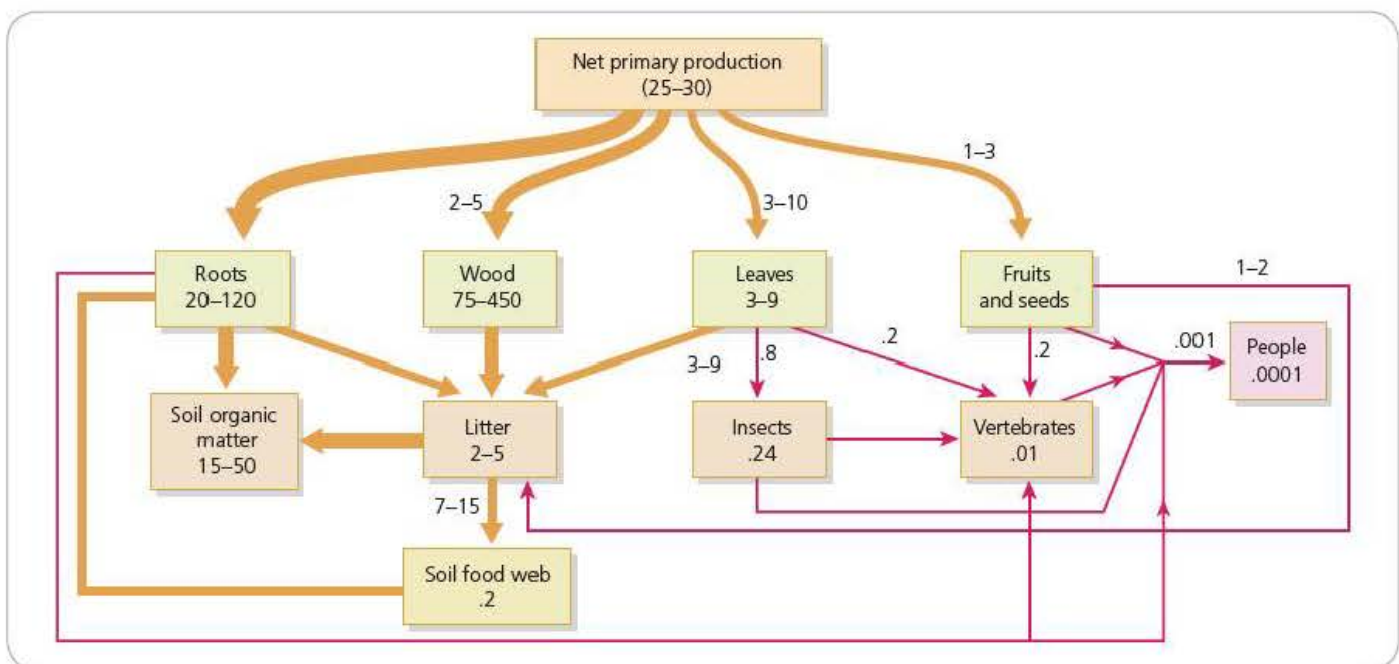 Net primary production
(25–30)
1–3
2–5
3–10
Roots
20–120
Wood
75–450
Leaves
3–9
Fruits
and seeds
1–2
.2
.8
3–9
.2
.001
People
.0001
Soil organic
matter
15–50
Litter
2–5
Insects
.24
Vertebrates
.01
7–15
Soil food web
.2